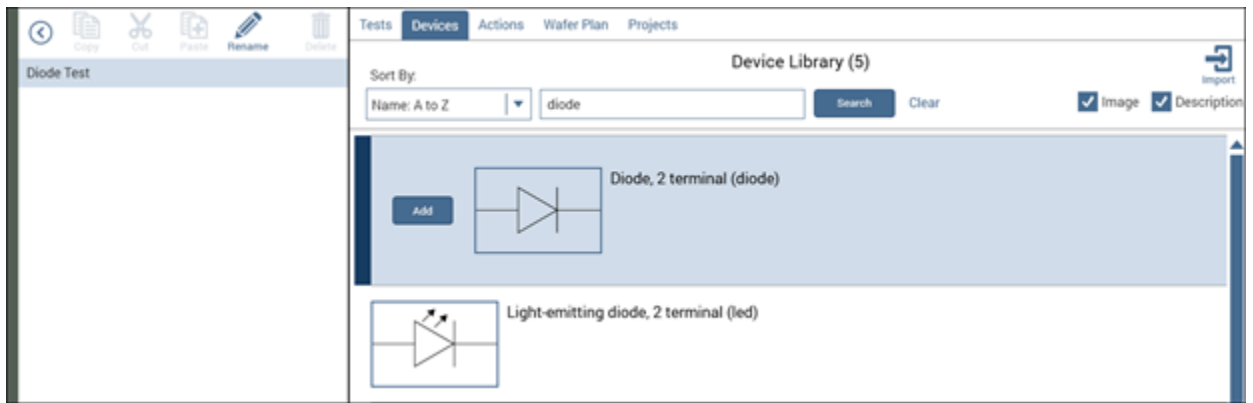 Copy Cut Paste Rename Delete
Diode Test
Tests Devices Actions Wafer Plan Projects
Device Library (5)
Import
Sort By:
Name: A to Z diode Search Clear Image Description
Add Diode, 2 terminal (diode)
Light-emitting diode, 2 terminal (led)